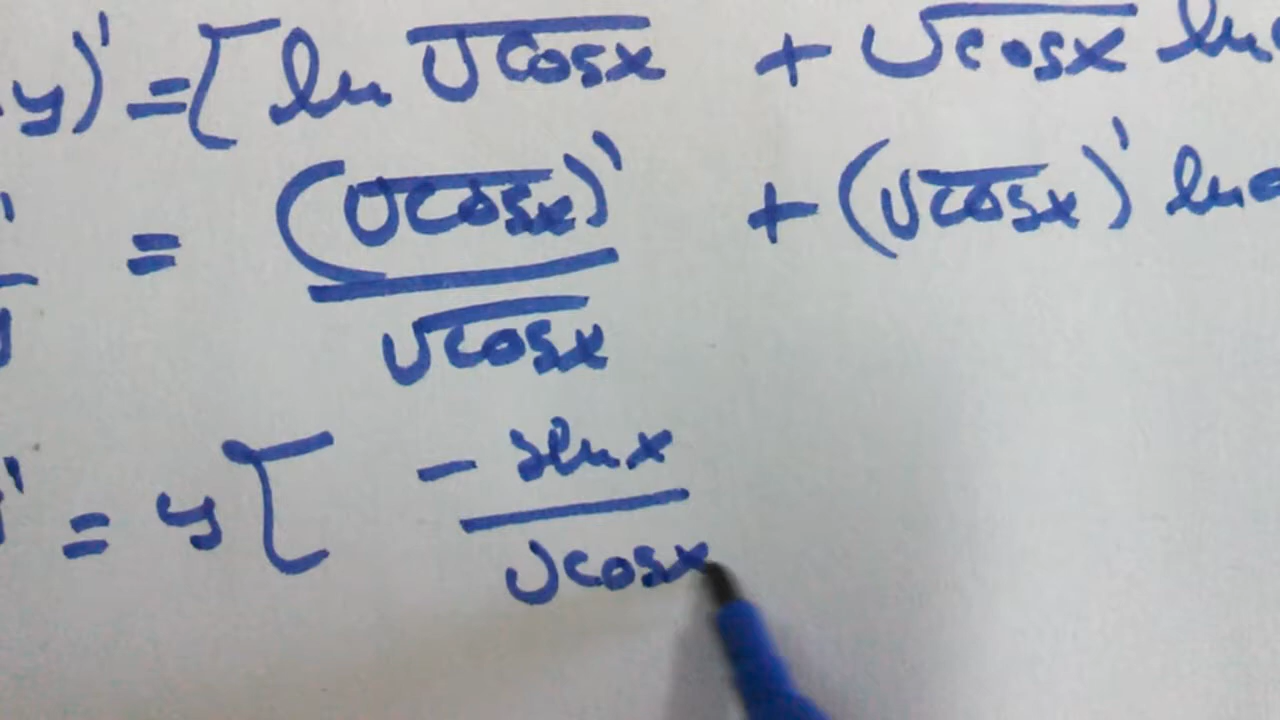 y)' = [ ln √cosx + √cosx ln
' = (√cosx)' / √cosx + (√cosx)' ln
' = y [ - sinx / √cosx